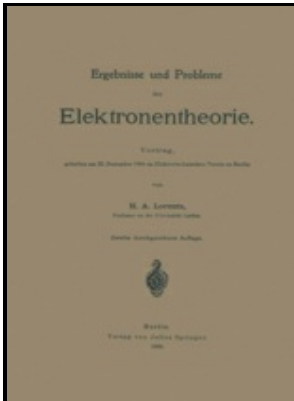 Ergebnisse und Probleme
der
Elektronentheorie.
Vortrag,
gehalten am 20. Dezember 1904 im Elektrotechnischen Verein zu Berlin
von
H. A. Lorentz,
Professor an der Universität Leiden
Zweite durchgesehene Auflage.
Berlin.
Verlag von Julius Springer